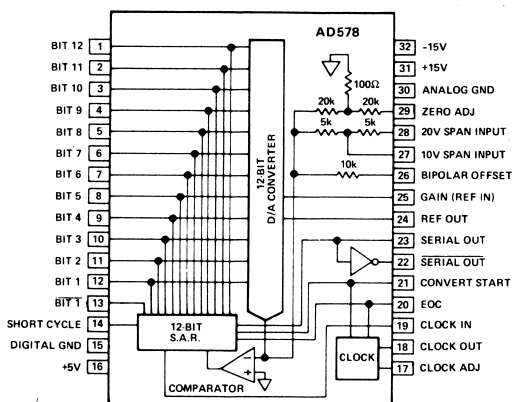 AD578
BIT 12 1
BIT 11 2
BIT 10 3
BIT 9 4
BIT 8 5
BIT 7 6
BIT 6 7
BIT 5 8
BIT 4 9
BIT 3 10
BIT 2 11
BIT 1 12
BIT 1 13
SHORT CYCLE 14
DIGITAL GND 15
+5V 16
12-BIT
D/A CONVERTER
12-BIT
S.A.R.
COMPARATOR
-
+
100Ω
20k 20k
5k 5k
10k
CLOCK
32 -15V
31 +15V
30 ANALOG GND
29 ZERO ADJ
28 20V SPAN INPUT
27 10V SPAN INPUT
26 BIPOLAR OFFSET
25 GAIN (REF IN)
24 REF OUT
23 SERIAL OUT
22 SERIAL OUT
21 CONVERT START
20 EOC
19 CLOCK IN
18 CLOCK OUT
17 CLOCK ADJ